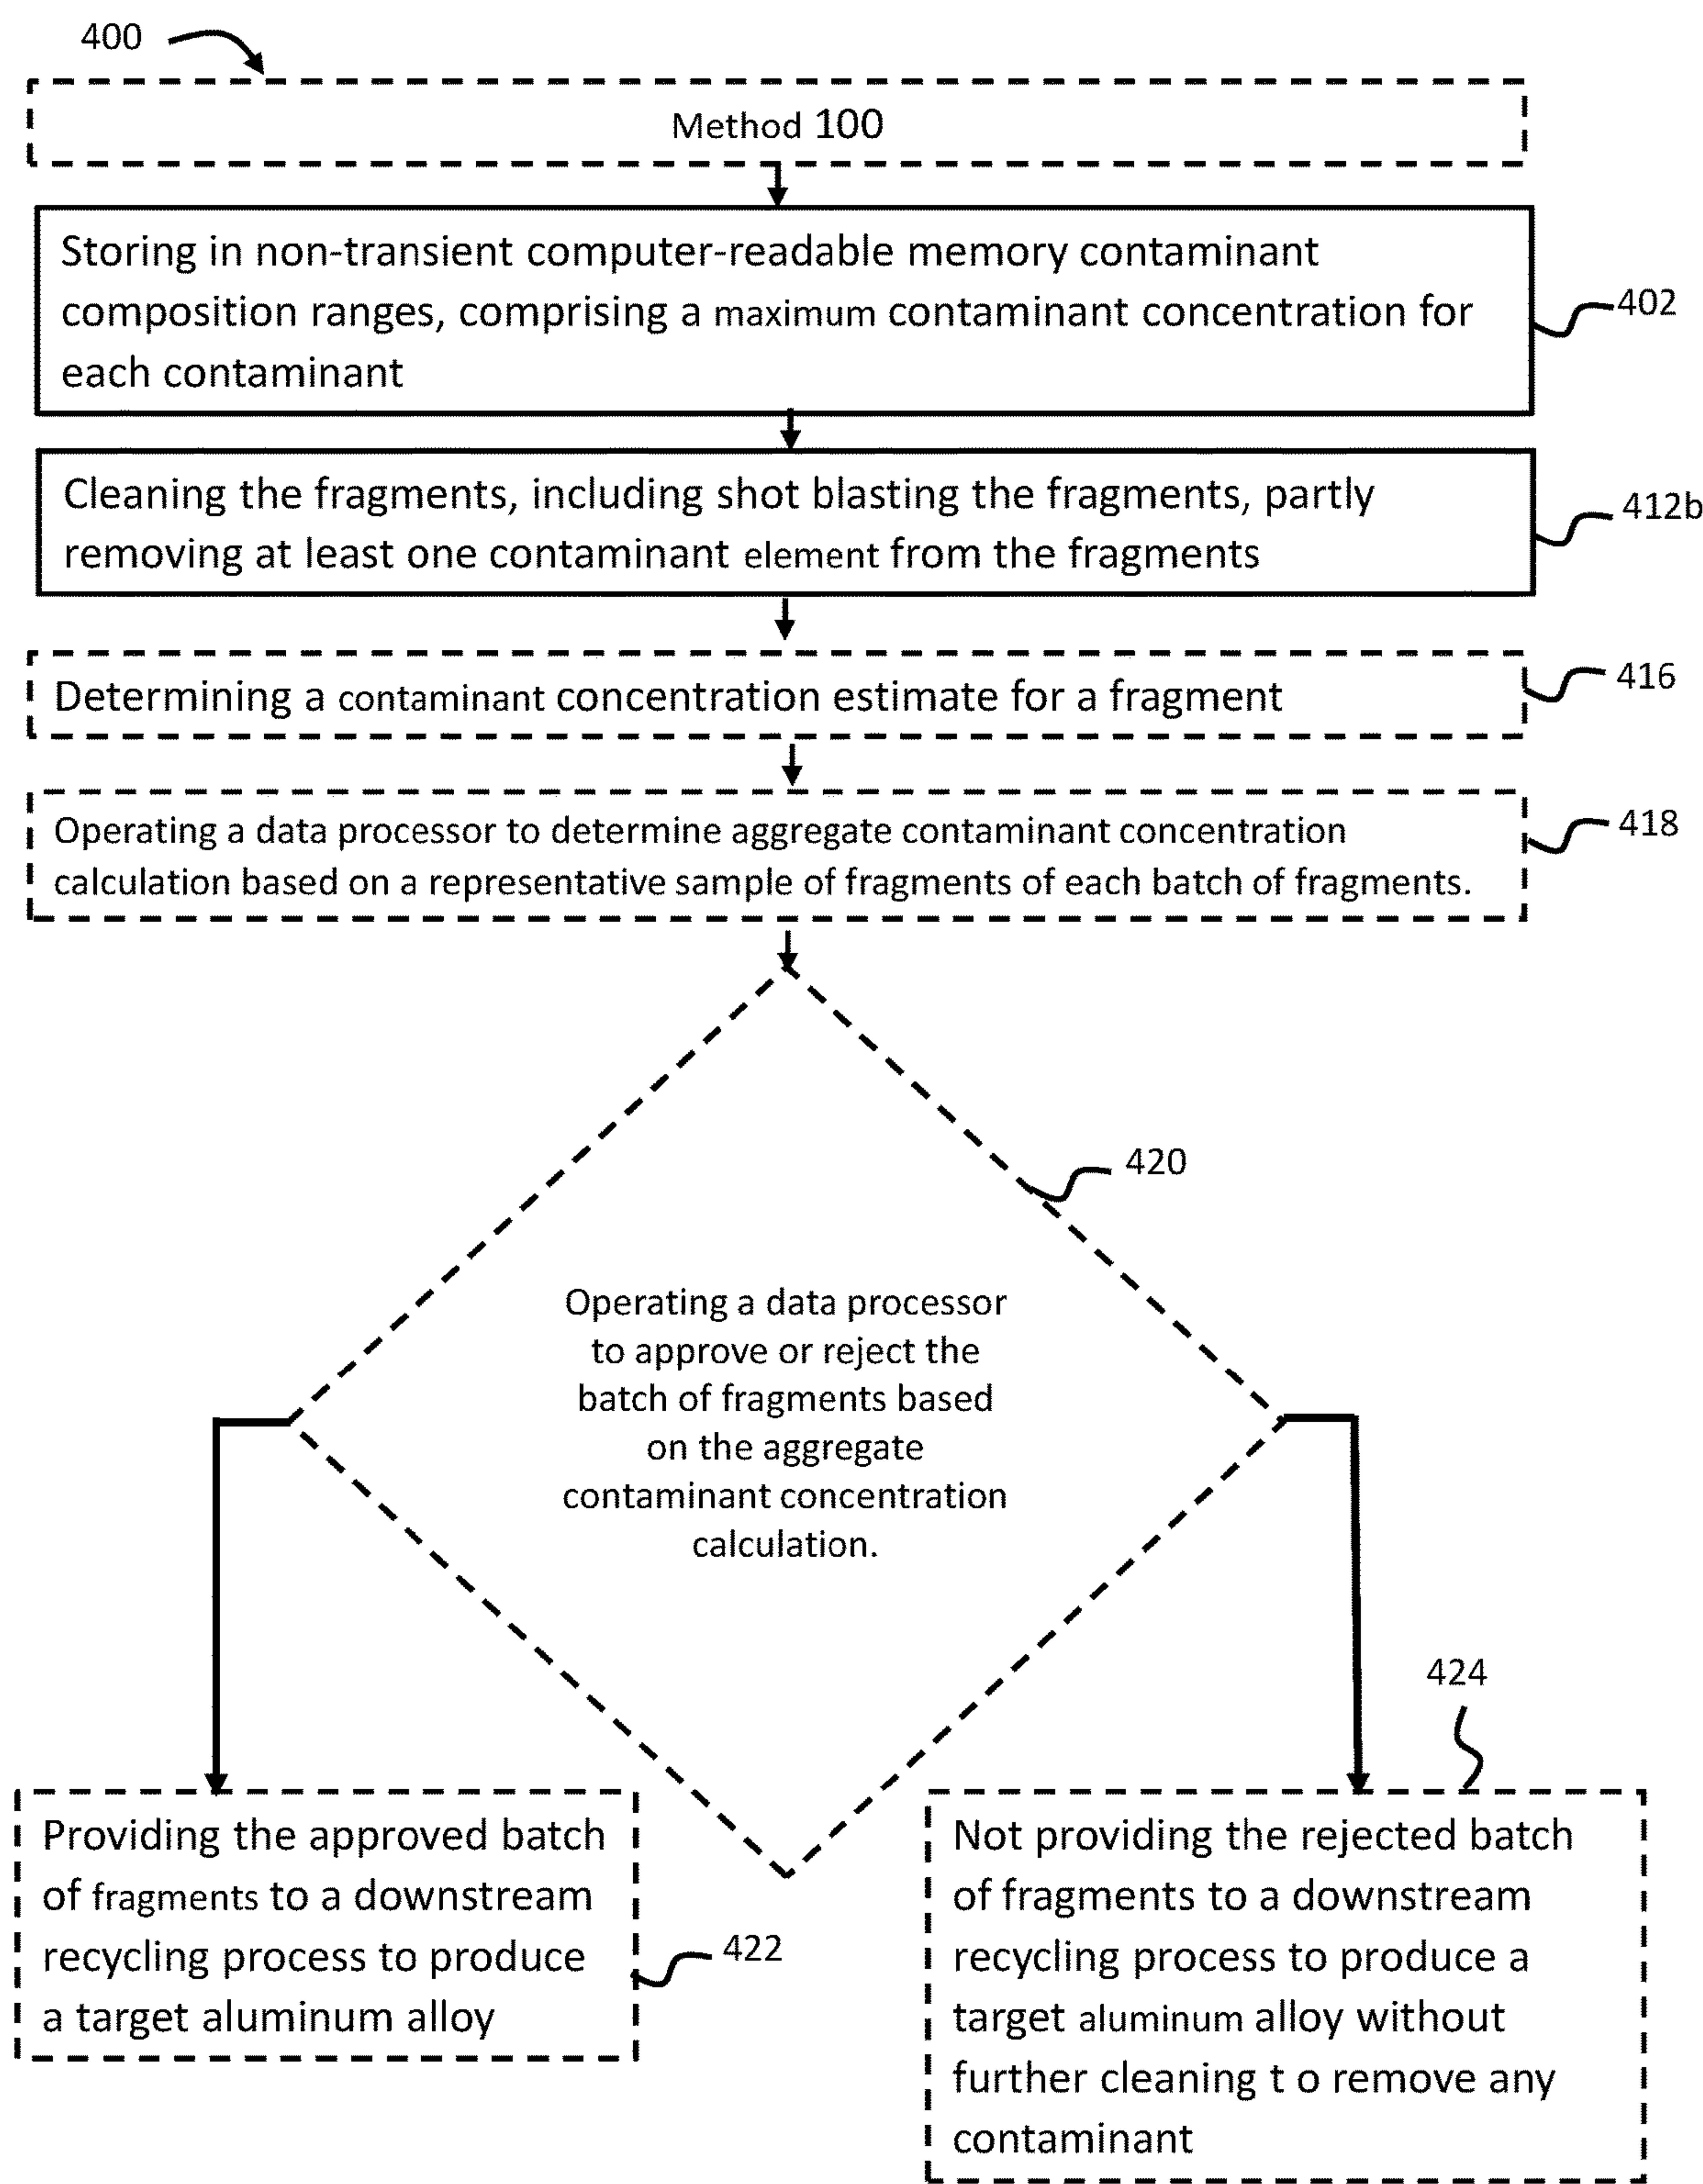 400
Method 100
Storing in non-transient computer-readable memory contaminant
composition ranges, comprising a maximum contaminant concentration for
each contaminant
402
Cleaning the fragments, including shot blasting the fragments, partly
removing at least one contaminant element from the fragments
412b
Determining a contaminant concentration estimate for a fragment
416
Operating a data processor to determine aggregate contaminant concentration
calculation based on a representative sample of fragments of each batch of fragments.
418
420
Operating a data processor
to approve or reject the
batch of fragments based
on the aggregate
contaminant concentration
calculation.
Providing the approved batch
of fragments to a downstream
recycling process to produce
a target aluminum alloy
422
424
Not providing the rejected batch
of fragments to a downstream
recycling process to produce a
target aluminum alloy without
further cleaning t o remove any
contaminant